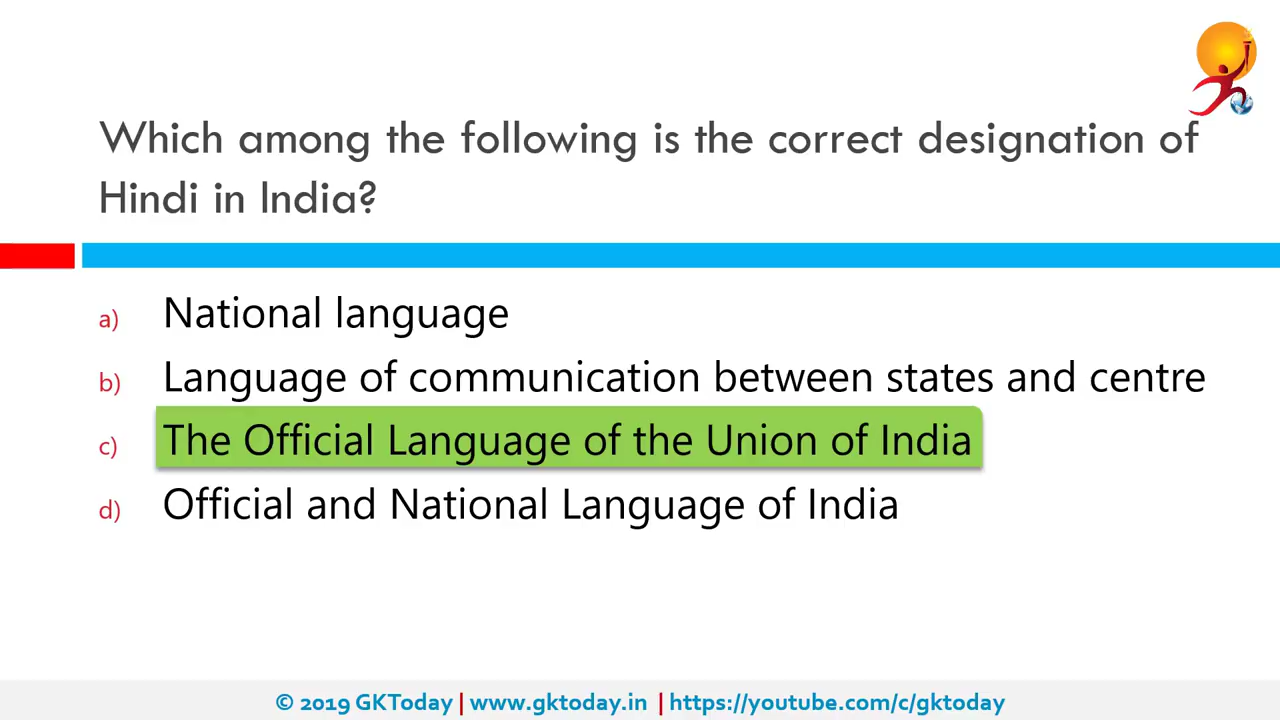 Which among the following is the correct designation of
Hindi in India?
a) National language
b) Language of communication between states and centre
c) The Official Language of the Union of India
d) Official and National Language of India
© 2019 GKToday | www.gktoday.in | https://youtube.com/c/gktoday